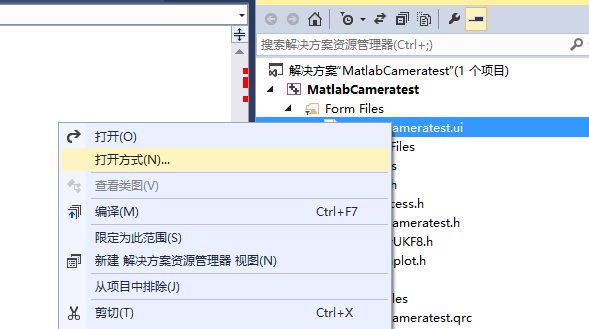 搜索解决方案资源管理器(Ctrl+;)
解决方案"MatlabCameratest"(1 个项目)
MatlabCameratest
Form Files
ameratest.ui
Files
打开(O)
打开方式(N)...
查看类图(V)
编译(M) Ctrl+F7
限定为此范围(S)
新建 解决方案资源管理器 视图(N)
从项目中排除(J)
剪切(T) Ctrl+X
cess.h
ameratest.h
UKF8.h
plot.h
les
ameratest.qrc